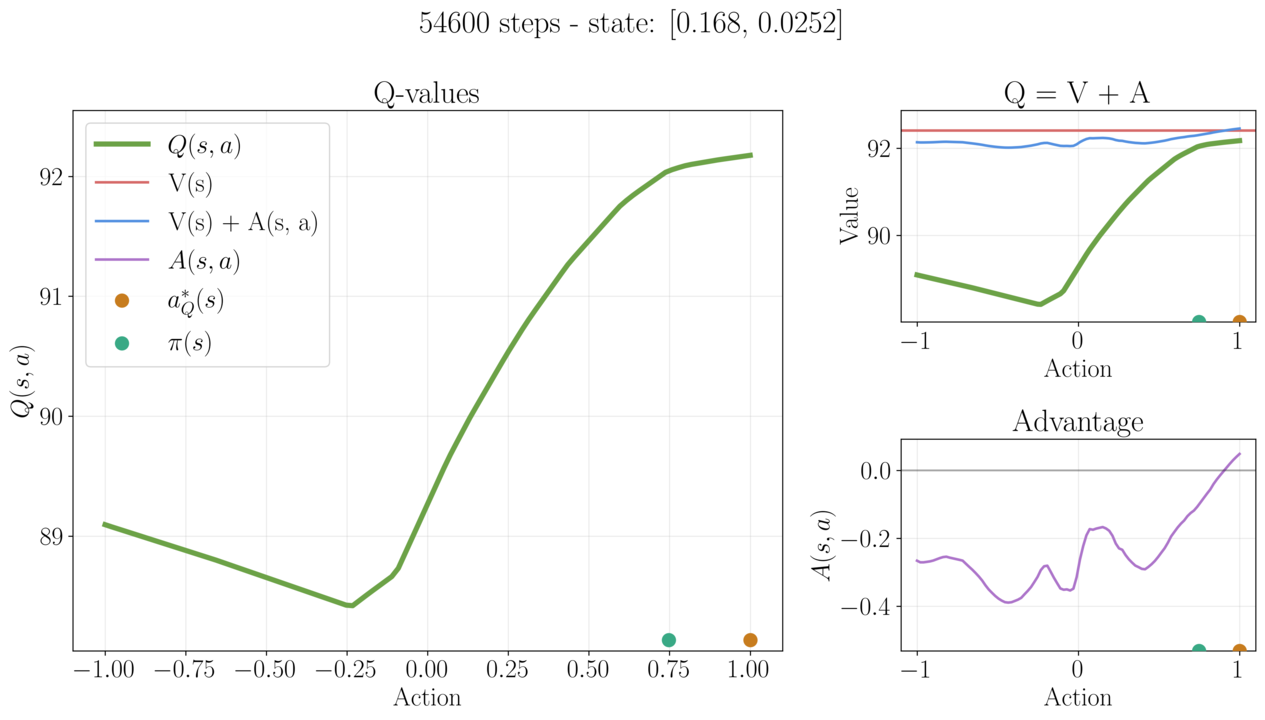 54600 steps - state: [0.168, 0.0252]
Q-values
Q(s, a)
V(s)
V(s) + A(s, a)
A(s, a)
a*_Q(s)
π(s)
Q(s, a)
92
91
90
89
−1.00 −0.75 −0.50 −0.25 0.00 0.25 0.50 0.75 1.00
Action
Q = V + A
Value
92
90
−1 0 1
Action
Advantage
A(s, a)
0.0
−0.2
−0.4
−1 0 1
Action